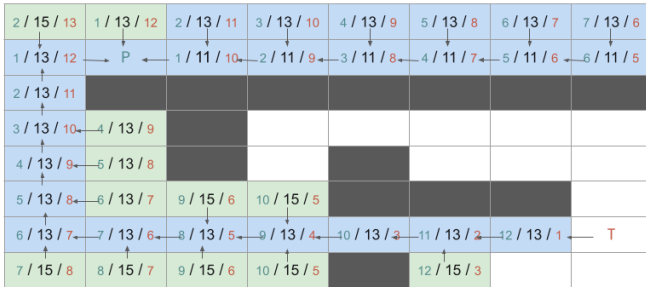 2 / 15 / 13 1 / 13 / 12 2 / 13 / 11 3 / 13 / 10 4 / 13 / 9 5 / 13 / 8 6 / 13 / 7 7 / 13 / 6
1 / 13 / 12 P 1 / 11 / 10 2 / 11 / 9 3 / 11 / 8 4 / 11 / 7 5 / 11 / 6 6 / 11 / 5
2 / 13 / 11
3 / 13 / 10 4 / 13 / 9
4 / 13 / 9 5 / 13 / 8
5 / 13 / 8 6 / 13 / 7 9 / 15 / 6 10 / 15 / 5
6 / 13 / 7 7 / 13 / 6 8 / 13 / 5 9 / 13 / 4 10 / 13 / 3 11 / 13 / 2 12 / 13 / 1 T
7 / 15 / 8 8 / 15 / 7 9 / 15 / 6 10 / 15 / 5 12 / 15 / 3